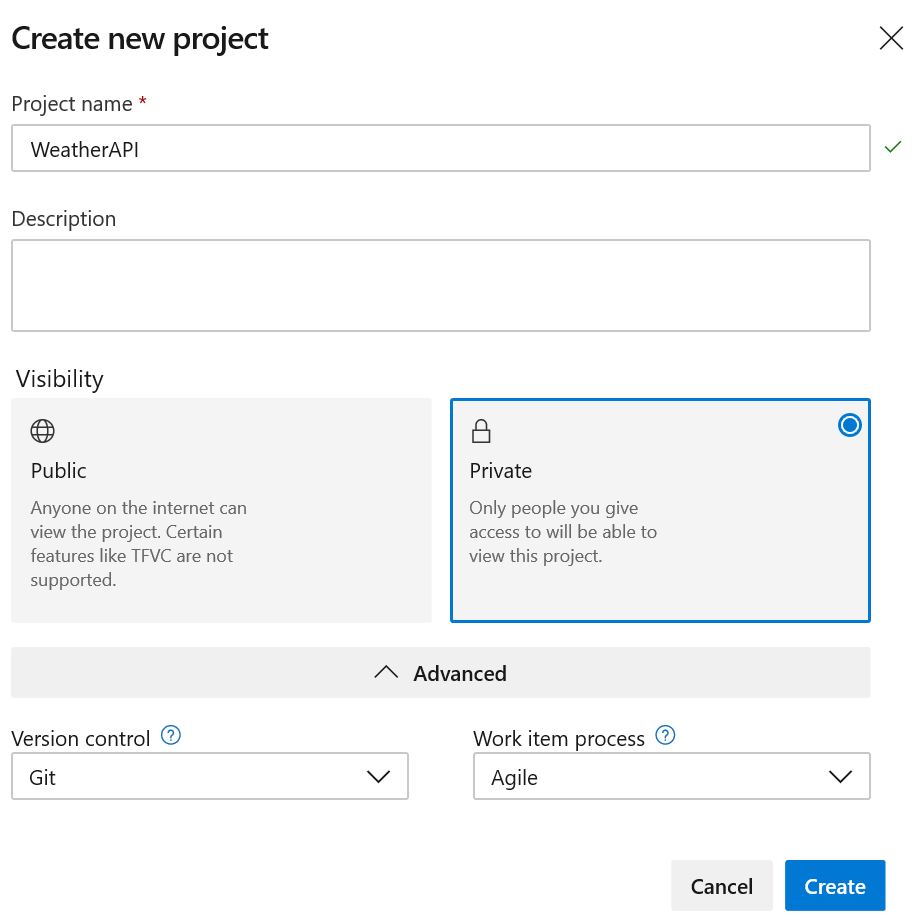 Create new project
Project name *
WeatherAPI
Description
Visibility
Public
Anyone on the internet can
view the project. Certain
features like TFVC are not
supported.
Private
Only people you give
access to will be able to
view this project.
Advanced
Version control ?
Git
Work item process ?
Agile
Cancel
Create